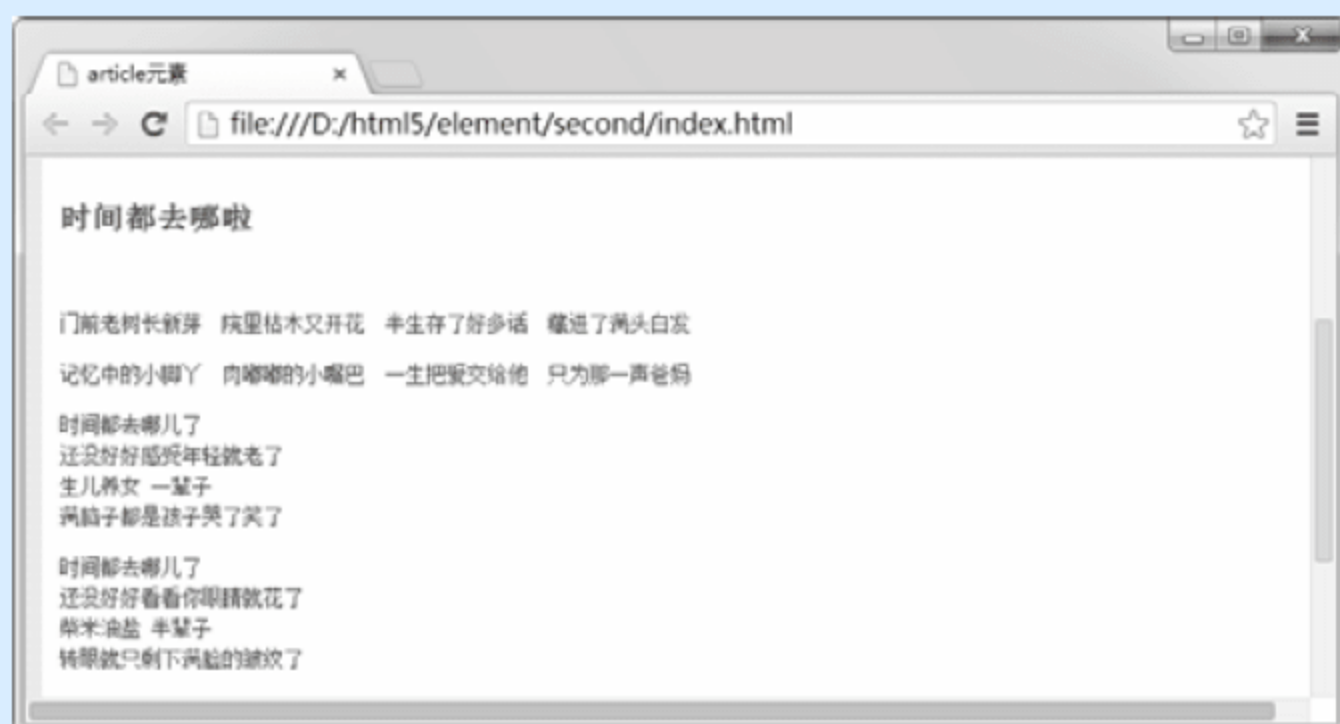 article元素
file:///D:/html5/element/second/index.html
时间都去哪啦
门前老树长新芽 院里枯木又开花 半生存了好多话 藏进了满头白发
记忆中的小脚丫 肉嘟嘟的小嘴巴 一生把爱交给他 只为那一声爸妈
时间都去哪儿了
还没好好感受年轻就老了
生儿养女 一辈子
满脑子都是孩子哭了笑了
时间都去哪儿了
还没好好看看你眼睛就花了
柴米油盐 半辈子
转眼就只剩下满脸的皱纹了